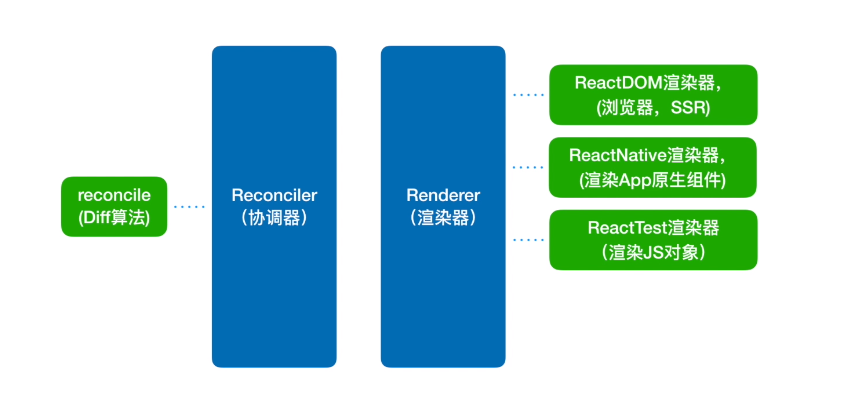 reconcile
(Diff算法)
Reconciler
（协调器）
Renderer
（渲染器）
ReactDOM渲染器，
(浏览器，SSR)
ReactNative渲染器，
(渲染App原生组件)
ReactTest渲染器
（渲染JS对象）